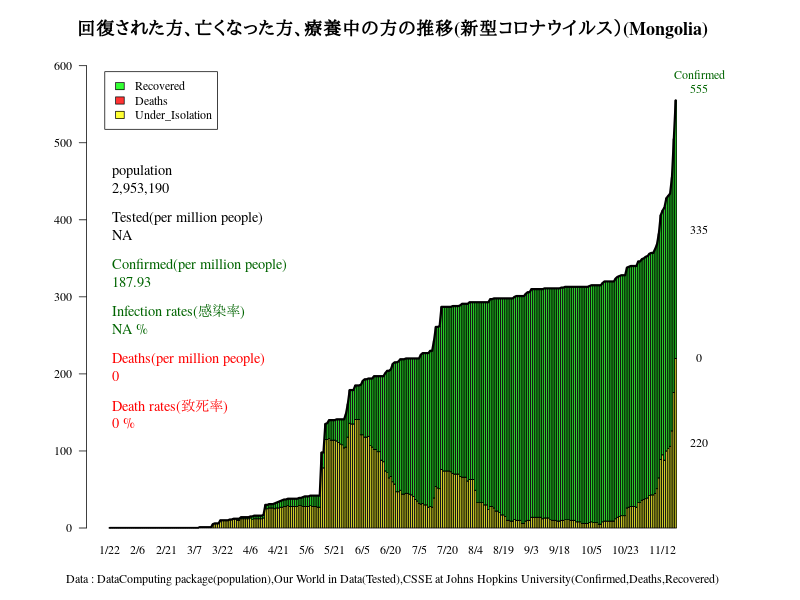 回復された方、亡くなった方、療養中の方の推移(新型コロナウイルス）(Mongolia)
Confirmed
555
600
500
400
300
200
100
0
Recovered
Deaths
Under_Isolation
population
2,953,190
Tested(per million people)
NA
Confirmed(per million people)
187.93
Infection rates(感染率)
NA %
Deaths(per million people)
0
Death rates(致死率)
0 %
335
0
220
1/22 2/6 2/21 3/7 3/22 4/6 4/21 5/6 5/21 6/5 6/20 7/5 7/20 8/4 8/19 9/3 9/18 10/5 10/23 11/12
Data : DataComputing package(population),Our World in Data(Tested),CSSE at Johns Hopkins University(Confirmed,Deaths,Recovered)